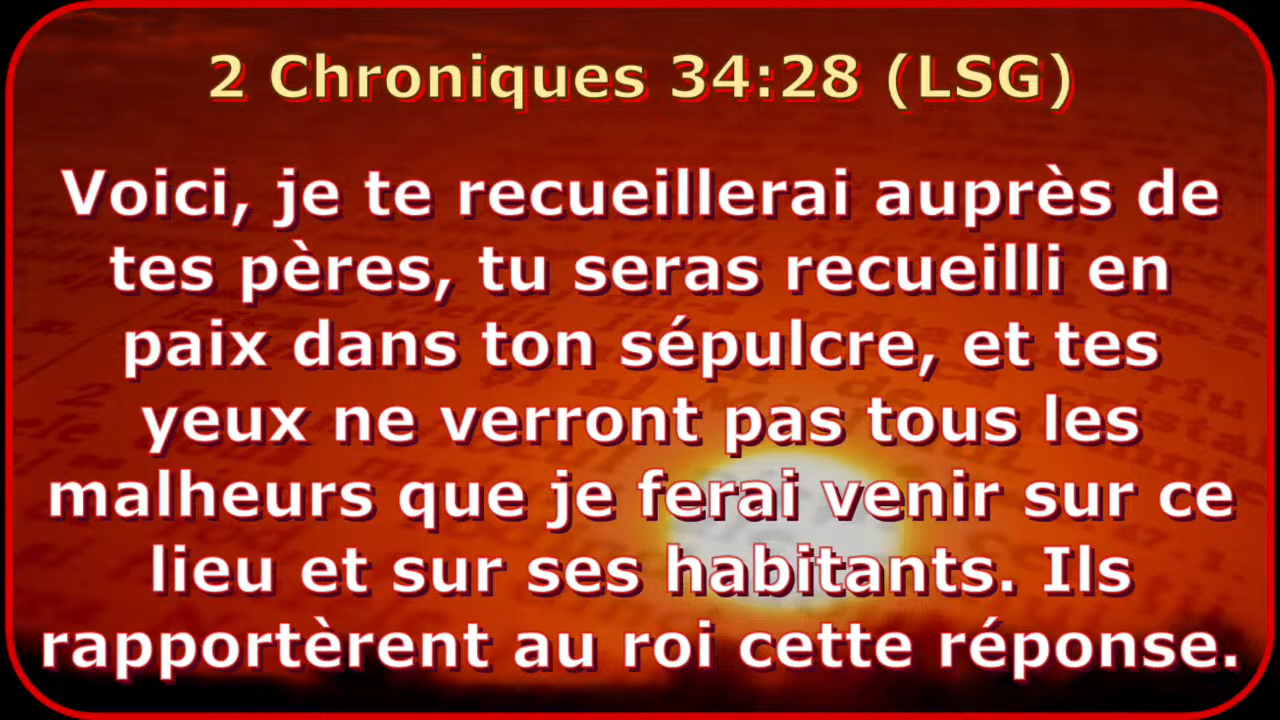 2 Chroniques 34:28 (LSG)
Voici, je te recueillerai auprès de
tes pères, tu seras recueilli en
paix dans ton sépulcre, et tes
yeux ne verront pas tous les
malheurs que je ferai venir sur ce
lieu et sur ses habitants. Ils
rapportèrent au roi cette réponse.